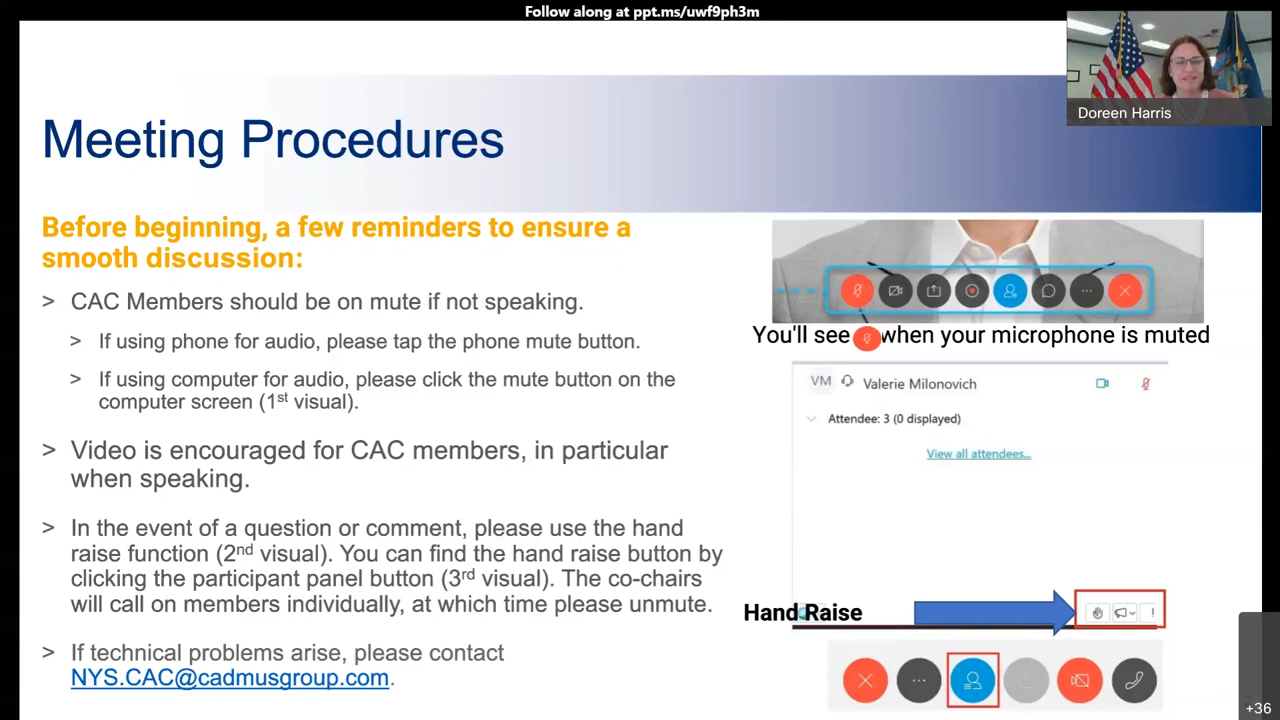 Follow along at ppt.ms/uwf9ph3m
Doreen Harris
Meeting Procedures
Before beginning, a few reminders to ensure a
smooth discussion:
> CAC Members should be on mute if not speaking.
> If using phone for audio, please tap the phone mute button.
> If using computer for audio, please click the mute button on the
computer screen (1st visual).
> Video is encouraged for CAC members, in particular
when speaking.
> In the event of a question or comment, please use the hand
raise function (2nd visual). You can find the hand raise button by
clicking the participant panel button (3rd visual). The co-chairs
will call on members individually, at which time please unmute.
> If technical problems arise, please contact
NYS.CAC@cadmusgroup.com.
You'll see when your microphone is muted
VM Valerie Milonovich
Attendee: 3 (0 displayed)
View all attendees...
Hand Raise
+36